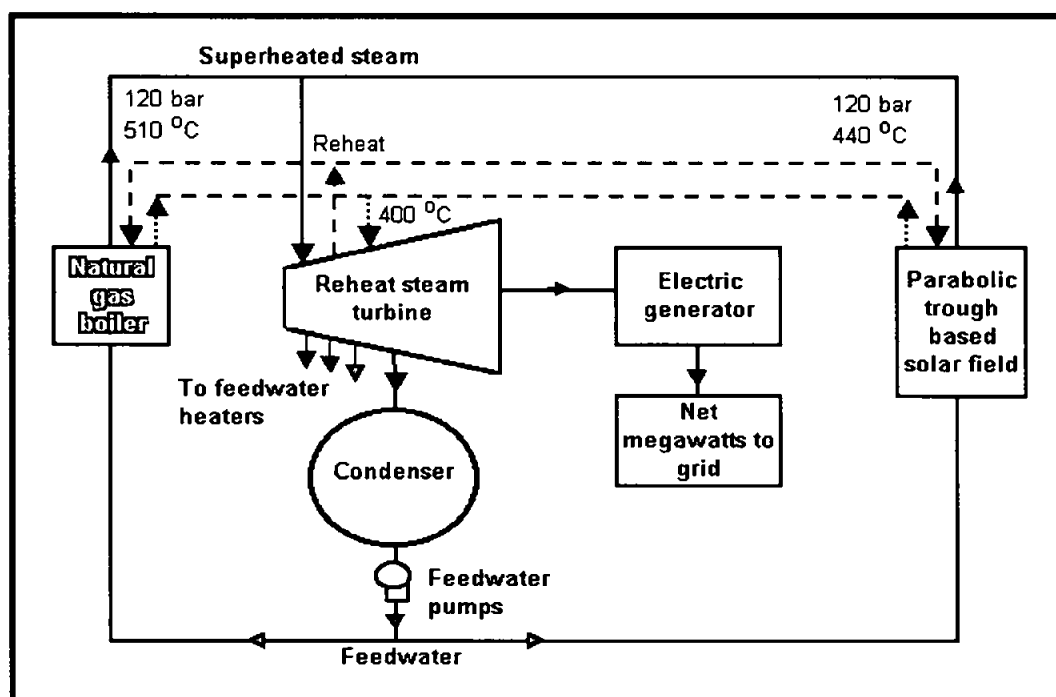 Superheated steam
120 bar
510 °C
120 bar
440 °C
Reheat
400 °C
Natural
gas
boiler
Reheat steam
turbine
Electric
generator
Parabolic
trough
based
solar field
To feedwater
heaters
Net
megawatts to
grid
Condenser
Feedwater
pumps
Feedwater